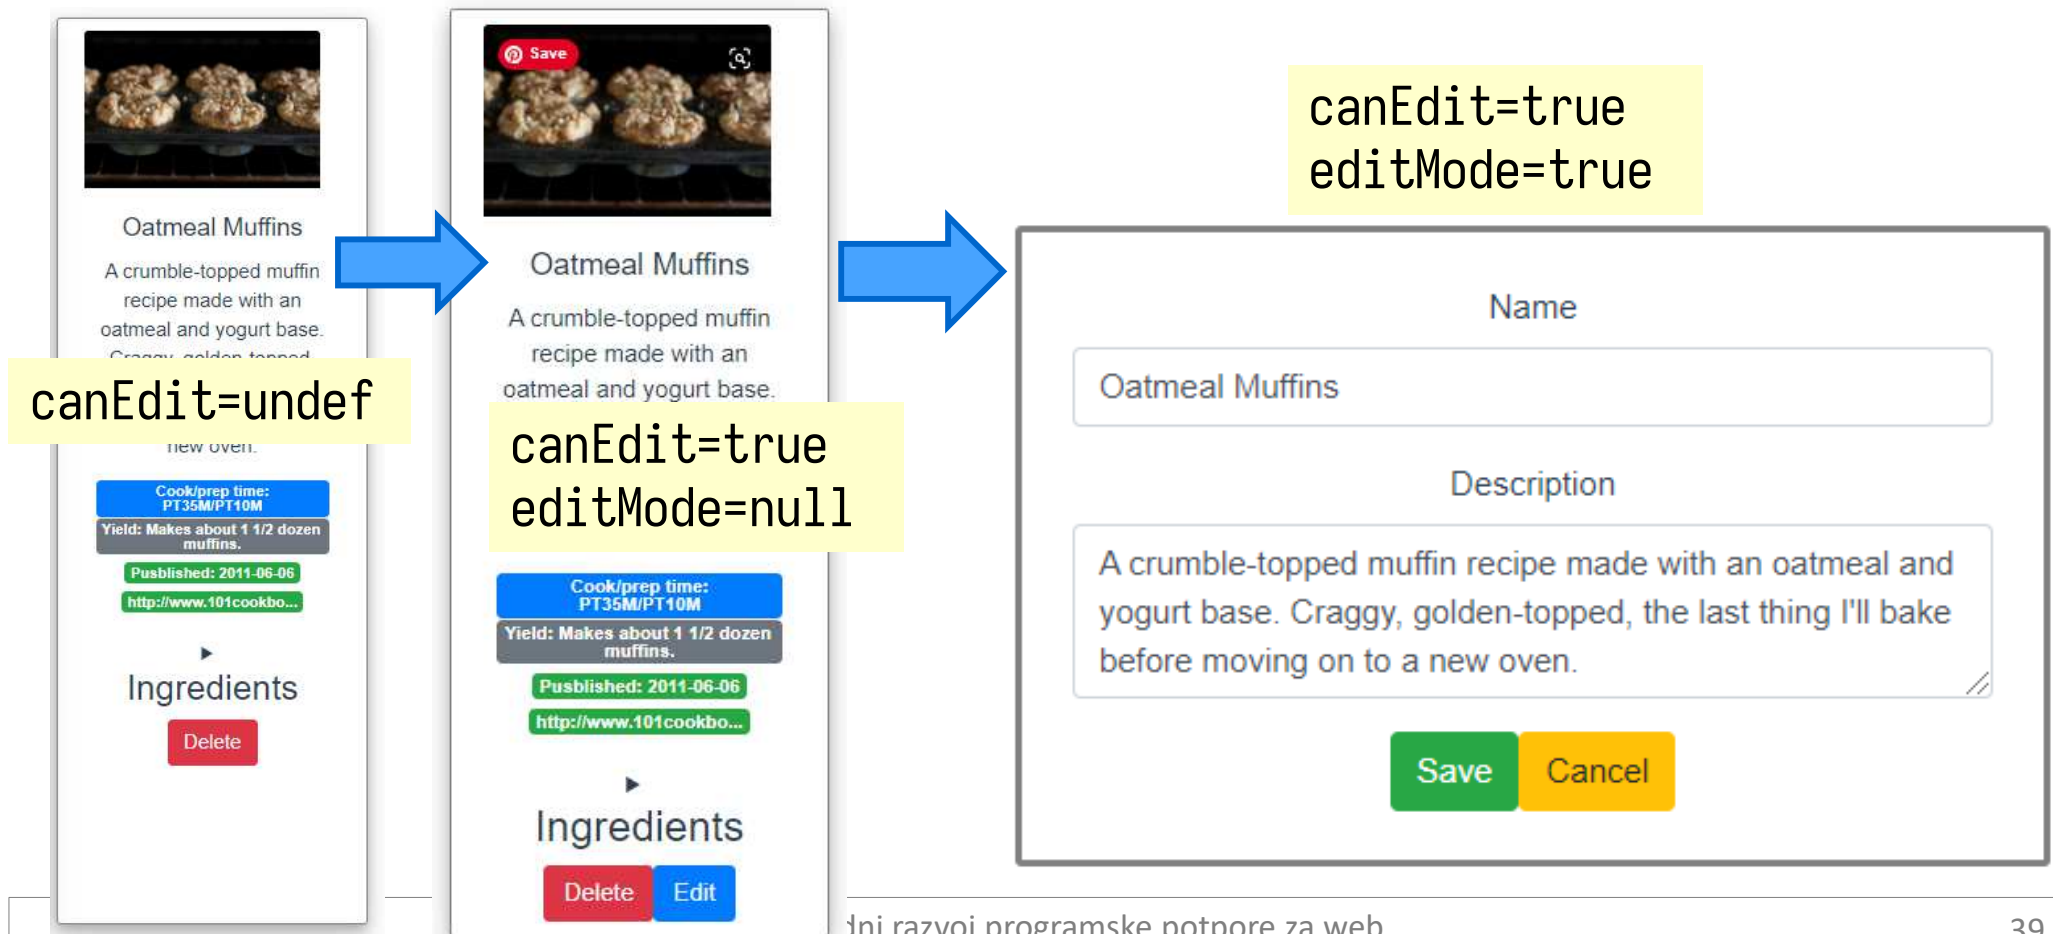 Oatmeal Muffins
A crumble-topped muffin
recipe made with an
oatmeal and yogurt base.
Craggy, golden-topped,
canEdit=undef
new oven.
Cook/prep time:
PT35M/PT10M
Yield: Makes about 1 1/2 dozen
muffins.
Pusblished: 2011-06-06
http://www.101cookbo...
Ingredients
Delete
Save
Oatmeal Muffins
A crumble-topped muffin
recipe made with an
oatmeal and yogurt base.
canEdit=true
editMode=null
Cook/prep time:
PT35M/PT10M
Yield: Makes about 1 1/2 dozen
muffins.
Pusblished: 2011-06-06
http://www.101cookbo...
Ingredients
Delete Edit
canEdit=true
editMode=true
Name
Oatmeal Muffins
Description
A crumble-topped muffin recipe made with an oatmeal and
yogurt base. Craggy, golden-topped, the last thing I'll bake
before moving on to a new oven.
Save Cancel
dni razvoj programske potpore za web
39